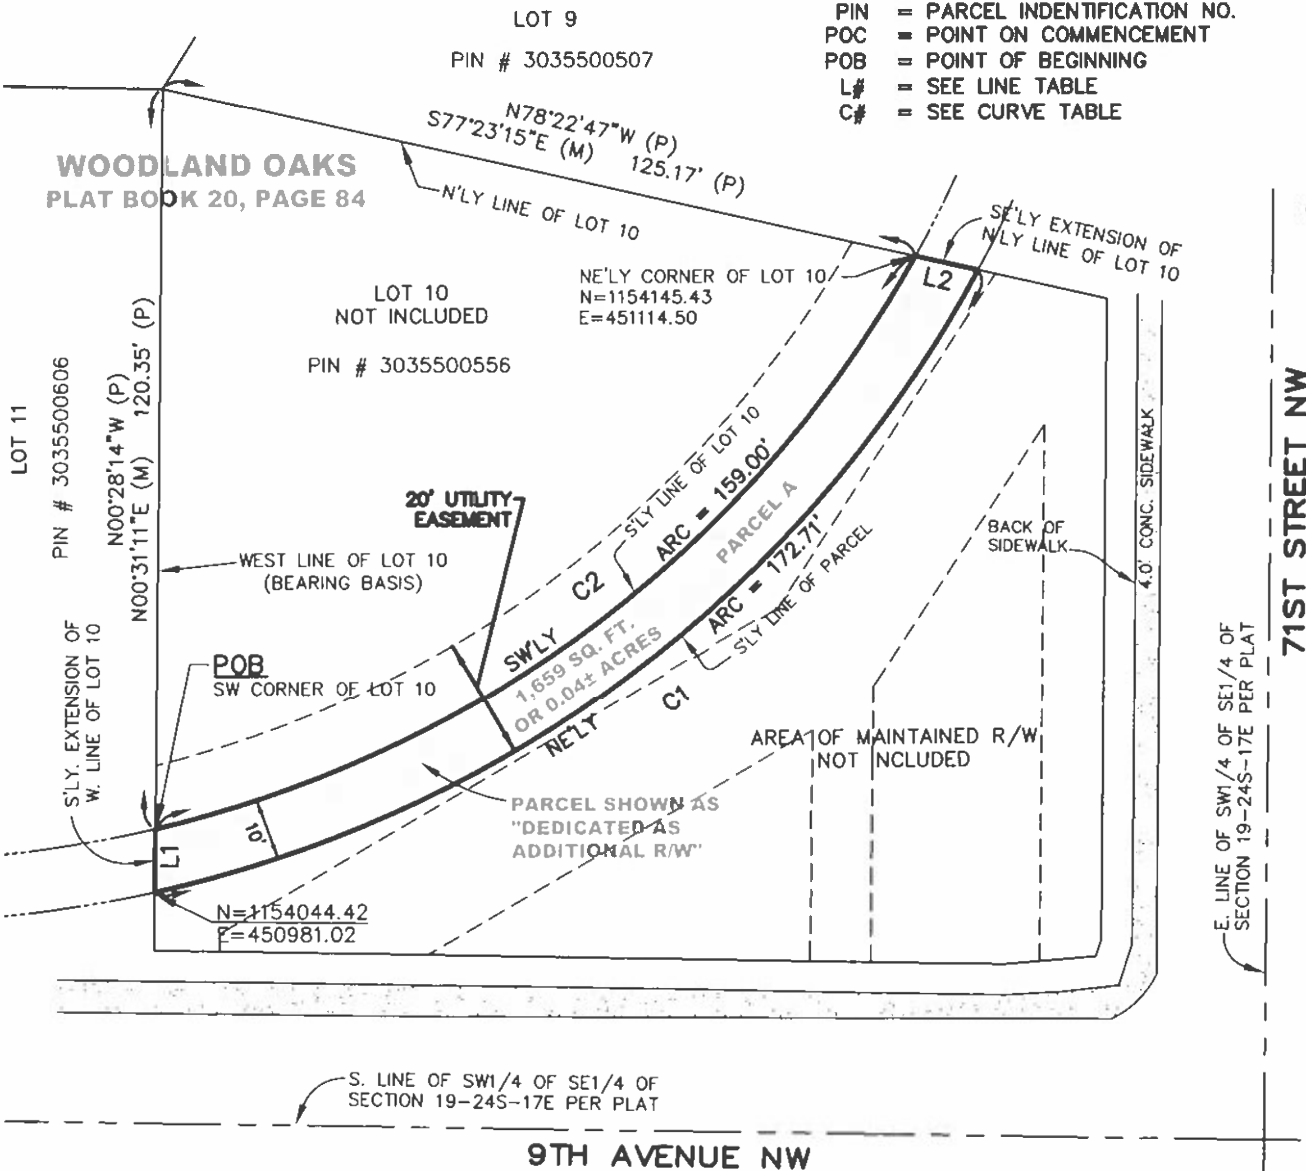 LOT 9
PIN # 3035500507
PIN = PARCEL INDENTIFICATION NO.
POC = POINT ON COMMENCEMENT
POB = POINT OF BEGINNING
L# = SEE LINE TABLE
C# = SEE CURVE TABLE
N78°22'47"W (P)
S77°23'15"E (M) 125.17' (P)
WOODLAND OAKS
PLAT BOOK 20, PAGE 84
N'LY LINE OF LOT 10
SE'LY EXTENSION OF
N'LY LINE OF LOT 10
NE'LY CORNER OF LOT 10
N=1154145.43
E=451114.50
L2
LOT 10
NOT INCLUDED
PIN # 3035500556
LOT 11
PIN # 3035500606
N00°28'14"W (P)
N00°31'11"E (M) 120.35' (P)
20' UTILITY
EASEMENT
S'LY LINE OF LOT 10
ARC = 159.00'
PARCEL A
ARC = 172.71'
S'LY LINE OF PARCEL
BACK OF
SIDEWALK
4.0' CONC. SIDEWALK
71ST STREET NW
WEST LINE OF LOT 10
(BEARING BASIS)
C2
SW'LY
1,659 SQ. FT.
OR 0.04± ACRES
NE'LY
C1
S'LY. EXTENSION OF
W. LINE OF LOT 10
POB
SW CORNER OF LOT 10
AREA OF MAINTAINED R/W
NOT INCLUDED
E. LINE OF SW1/4 OF SE1/4 OF
SECTION 19-24S-17E PER PLAT
PARCEL SHOWN AS
"DEDICATED AS
ADDITIONAL R/W"
10'
L1
N=1154044.42
E=450981.02
S. LINE OF SW1/4 OF SE1/4 OF
SECTION 19-24S-17E PER PLAT
9TH AVENUE NW